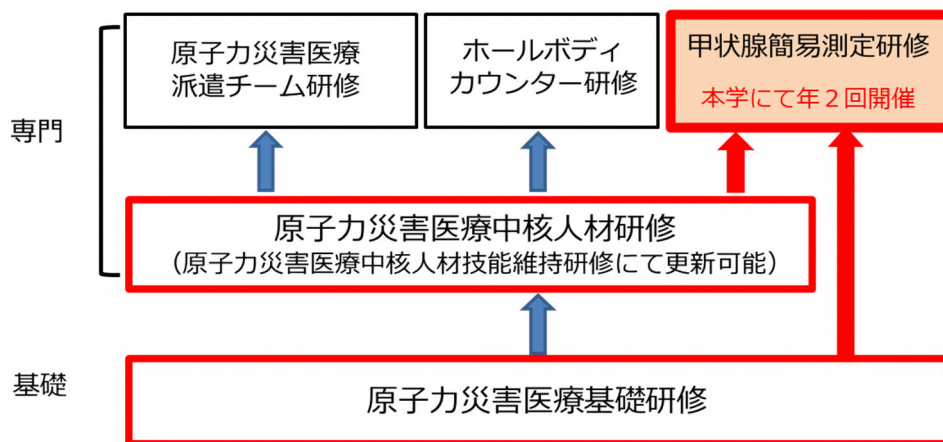 専門
原子力災害医療
派遣チーム研修
ホールボディ
カウンター研修
甲状腺簡易測定研修
本学にて年２回開催
原子力災害医療中核人材研修
（原子力災害医療中核人材技能維持研修にて更新可能）
基礎
原子力災害医療基礎研修